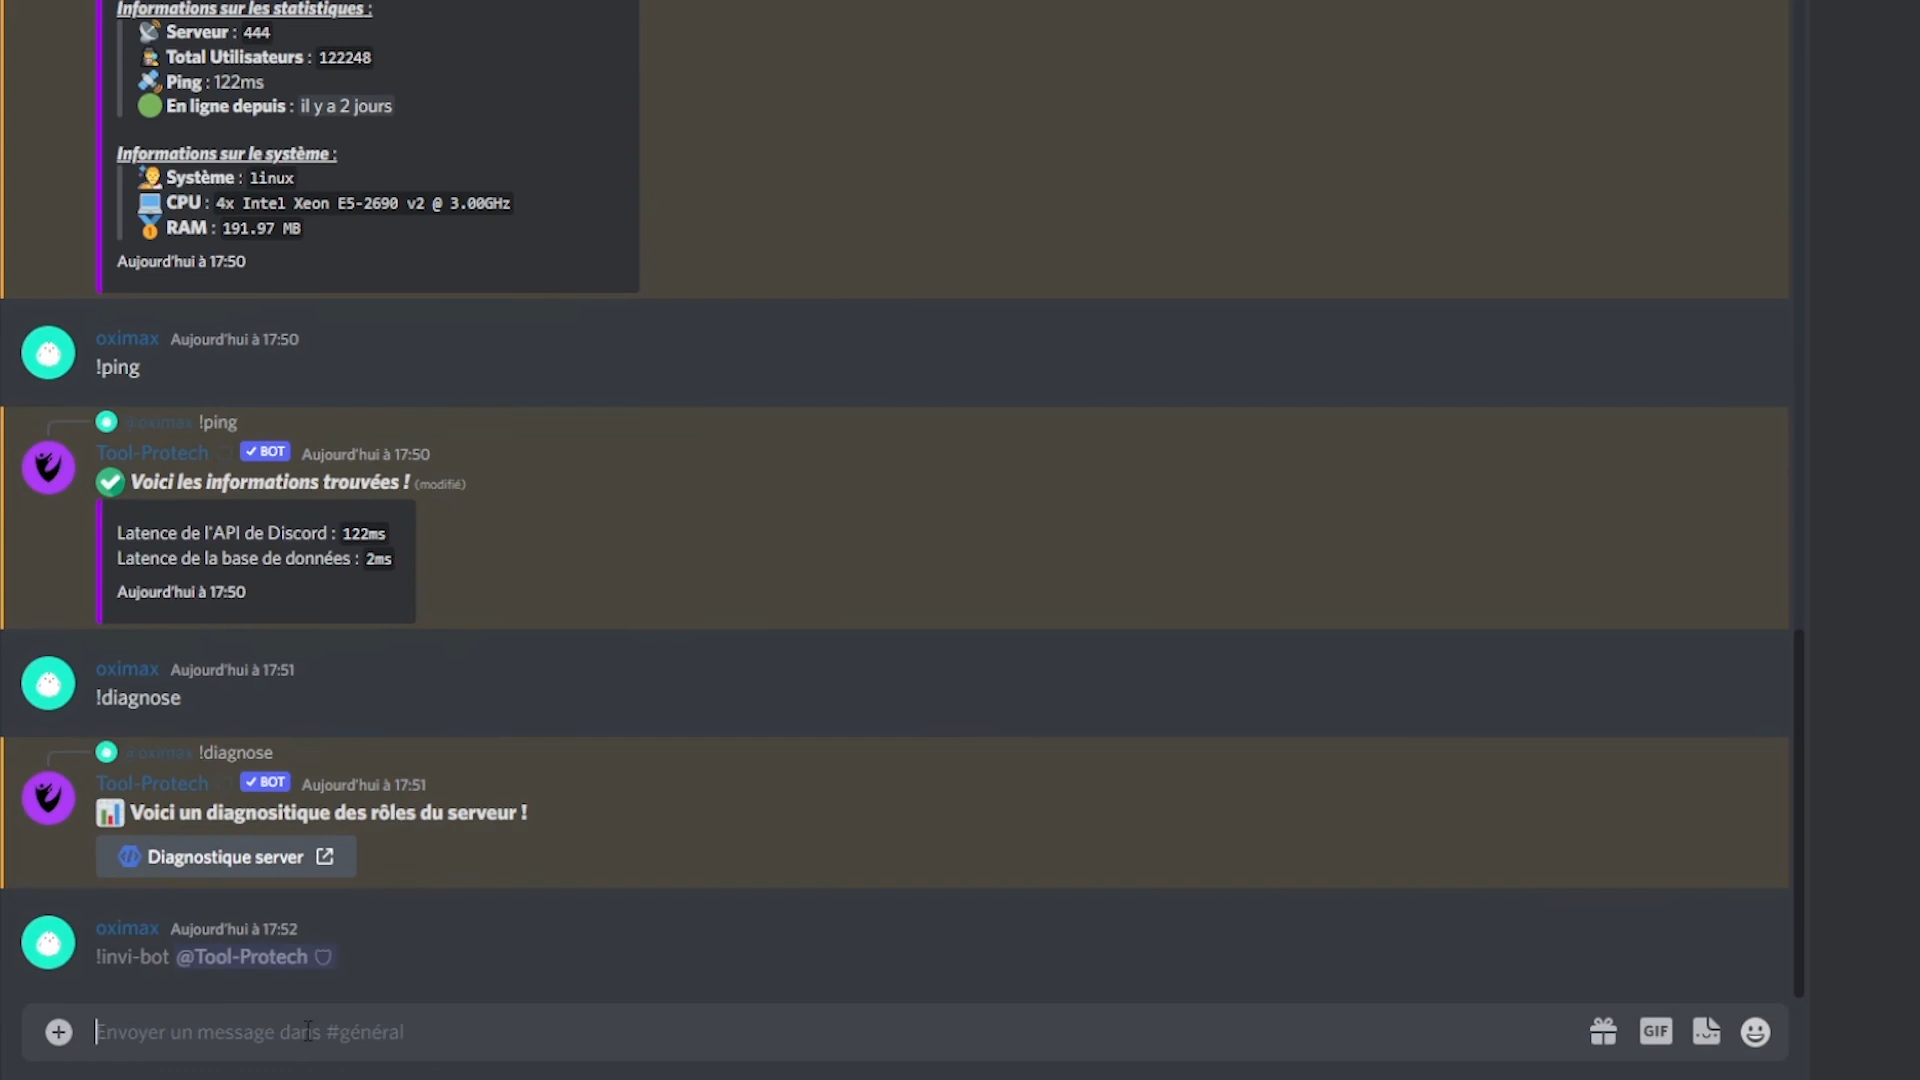 Informations sur les statistiques :
Serveur : 444
Total Utilisateurs : 122248
Ping : 122ms
En ligne depuis : il y a 2 jours
Informations sur le système :
Système : linux
CPU : 4x Intel Xeon E5-2690 v2 @ 3.00GHz
RAM : 191.97 MB
Aujourd'hui à 17:50
oximax Aujourd'hui à 17:50
!ping
@oximax !ping
Tool-Protech BOT Aujourd'hui à 17:50
Voici les informations trouvées ! (modifié)
Latence de l'API de Discord : 122ms
Latence de la base de données : 2ms
Aujourd'hui à 17:50
oximax Aujourd'hui à 17:51
!diagnose
@oximax !diagnose
Tool-Protech BOT Aujourd'hui à 17:51
Voici un diagnositique des rôles du serveur !
Diagnostique server
oximax Aujourd'hui à 17:52
!invi-bot @Tool-Protech
Envoyer un message dans #général
GIF